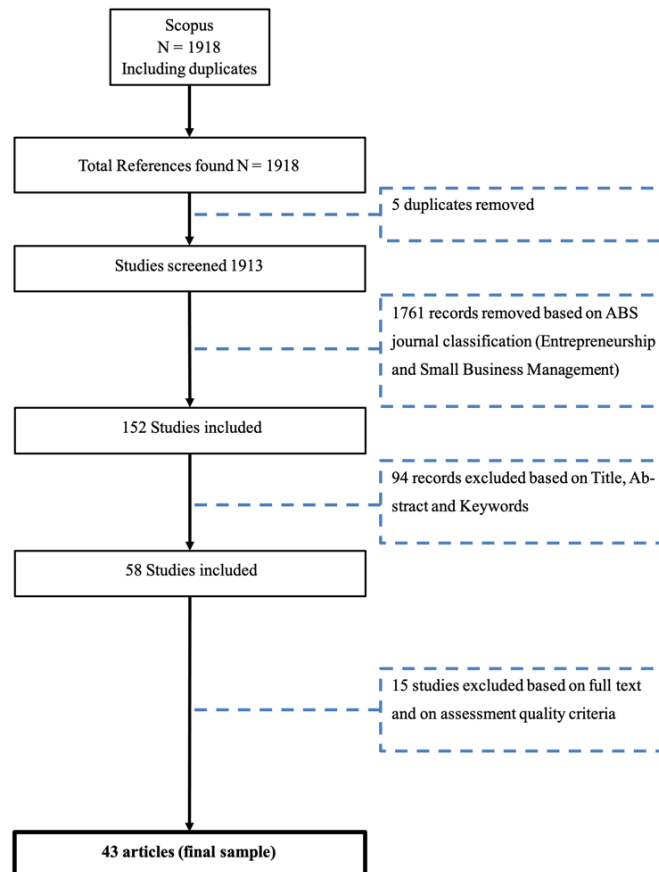 Scopus
N = 1918
Including duplicates
Total References found N = 1918
5 duplicates removed
Studies screened 1913
1761 records removed based on ABS
journal classification (Entrepreneurship
and Small Business Management)
152 Studies included
94 records excluded based on Title, Ab-
stract and Keywords
58 Studies included
15 studies excluded based on full text
and on assessment quality criteria
43 articles (final sample)